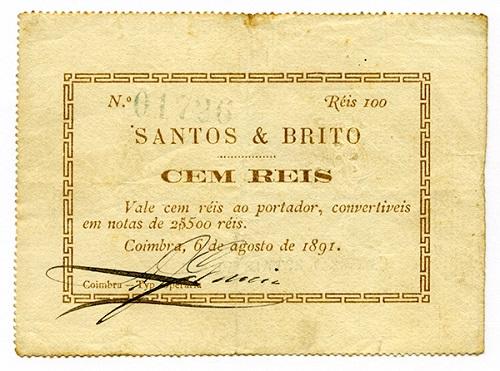 N.º 01726 Réis 100
SANTOS & BRITO
CEM REIS
Vale cem réis ao portador, convertiveis
em notas de 2$500 réis.
Coimbra, 6 de agosto de 1891.
Coimbra — Typ. Operaria